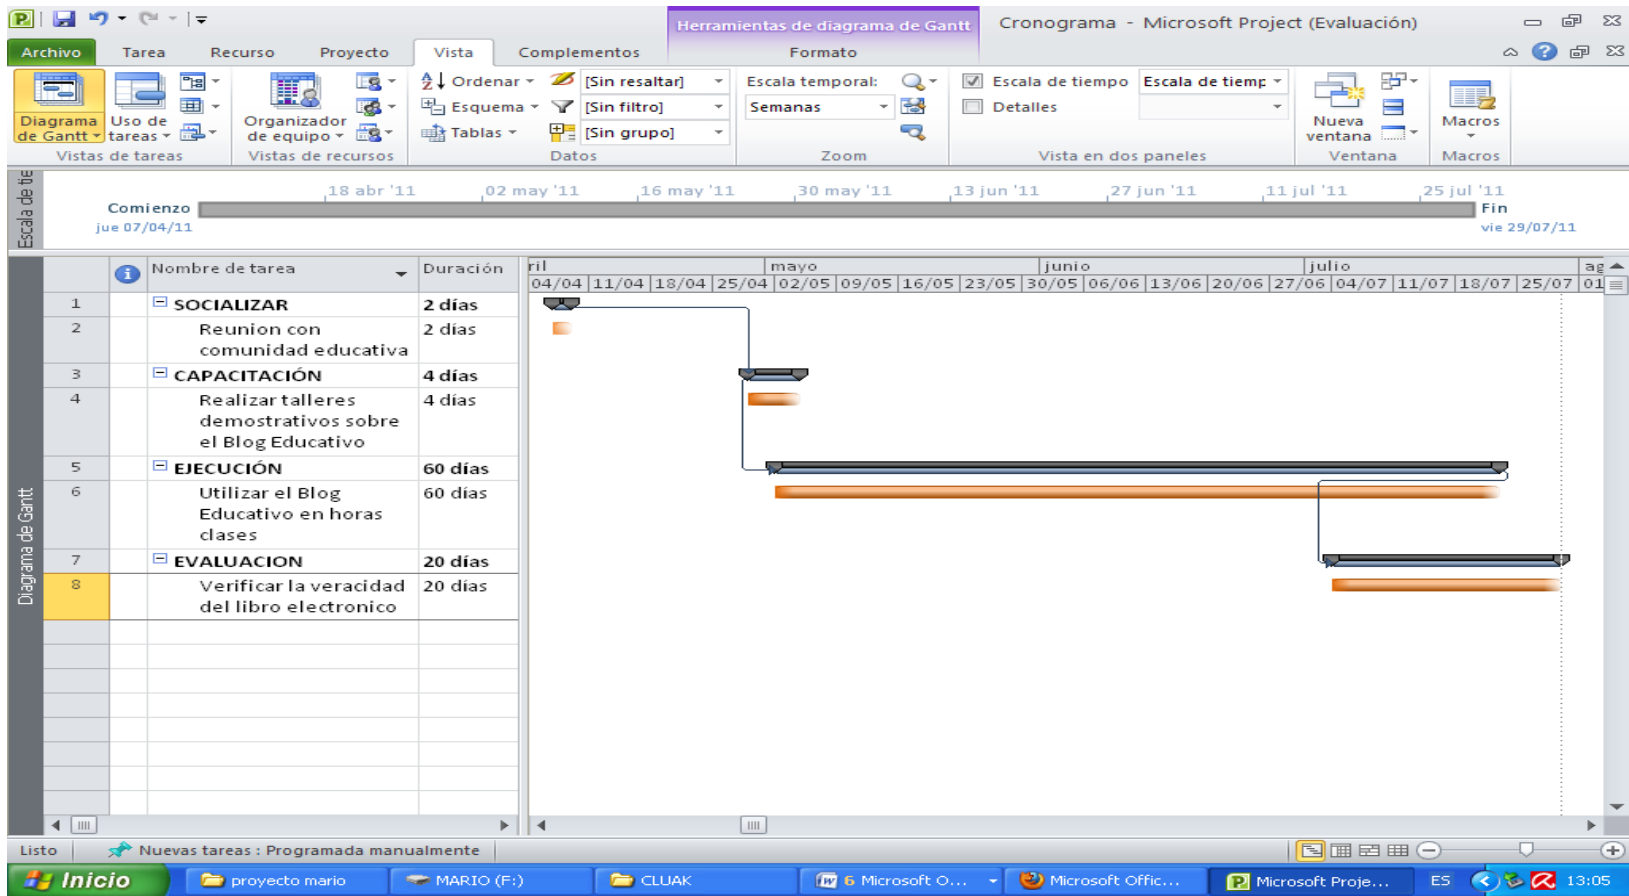 Herramientas de diagrama de Gantt
Cronograma - Microsoft Project (Evaluación)
Archivo Tarea Recurso Proyecto Vista Complementos Formato
Diagrama de Gantt
Uso de tareas
Vistas de tareas
Organizador de equipo
Vistas de recursos
Ordenar
Esquema
Tablas
[Sin resaltar]
[Sin filtro]
[Sin grupo]
Datos
Escala temporal:
Semanas
Zoom
Escala de tiempo Escala de tiemp
Detalles
Vista en dos paneles
Nueva ventana
Ventana
Macros
Macros
Escala de tie
18 abr '11 02 may '11 16 may '11 30 may '11 13 jun '11 27 jun '11 11 jul '11 25 jul '11
Comienzo
jue 07/04/11
Fin
vie 29/07/11
Nombre de tarea Duración
ril mayo junio julio ag
04/04 11/04 18/04 25/04 02/05 09/05 16/05 23/05 30/05 06/06 13/06 20/06 27/06 04/07 11/07 18/07 25/07 01
1 SOCIALIZAR 2 días
2 Reunion con 2 días
comunidad educativa
3 CAPACITACIÓN 4 días
4 Realizar talleres 4 días
demostrativos sobre
el Blog Educativo
5 EJECUCIÓN 60 días
6 Utilizar el Blog 60 días
Educativo en horas
clases
7 EVALUACION 20 días
8 Verificar la veracidad 20 días
del libro electronico
Diagrama de Gantt
Listo Nuevas tareas : Programada manualmente
Inicio proyecto mario MARIO (F:) CLUAK 6 Microsoft O... Microsoft Offic... Microsoft Proje... ES 13:05